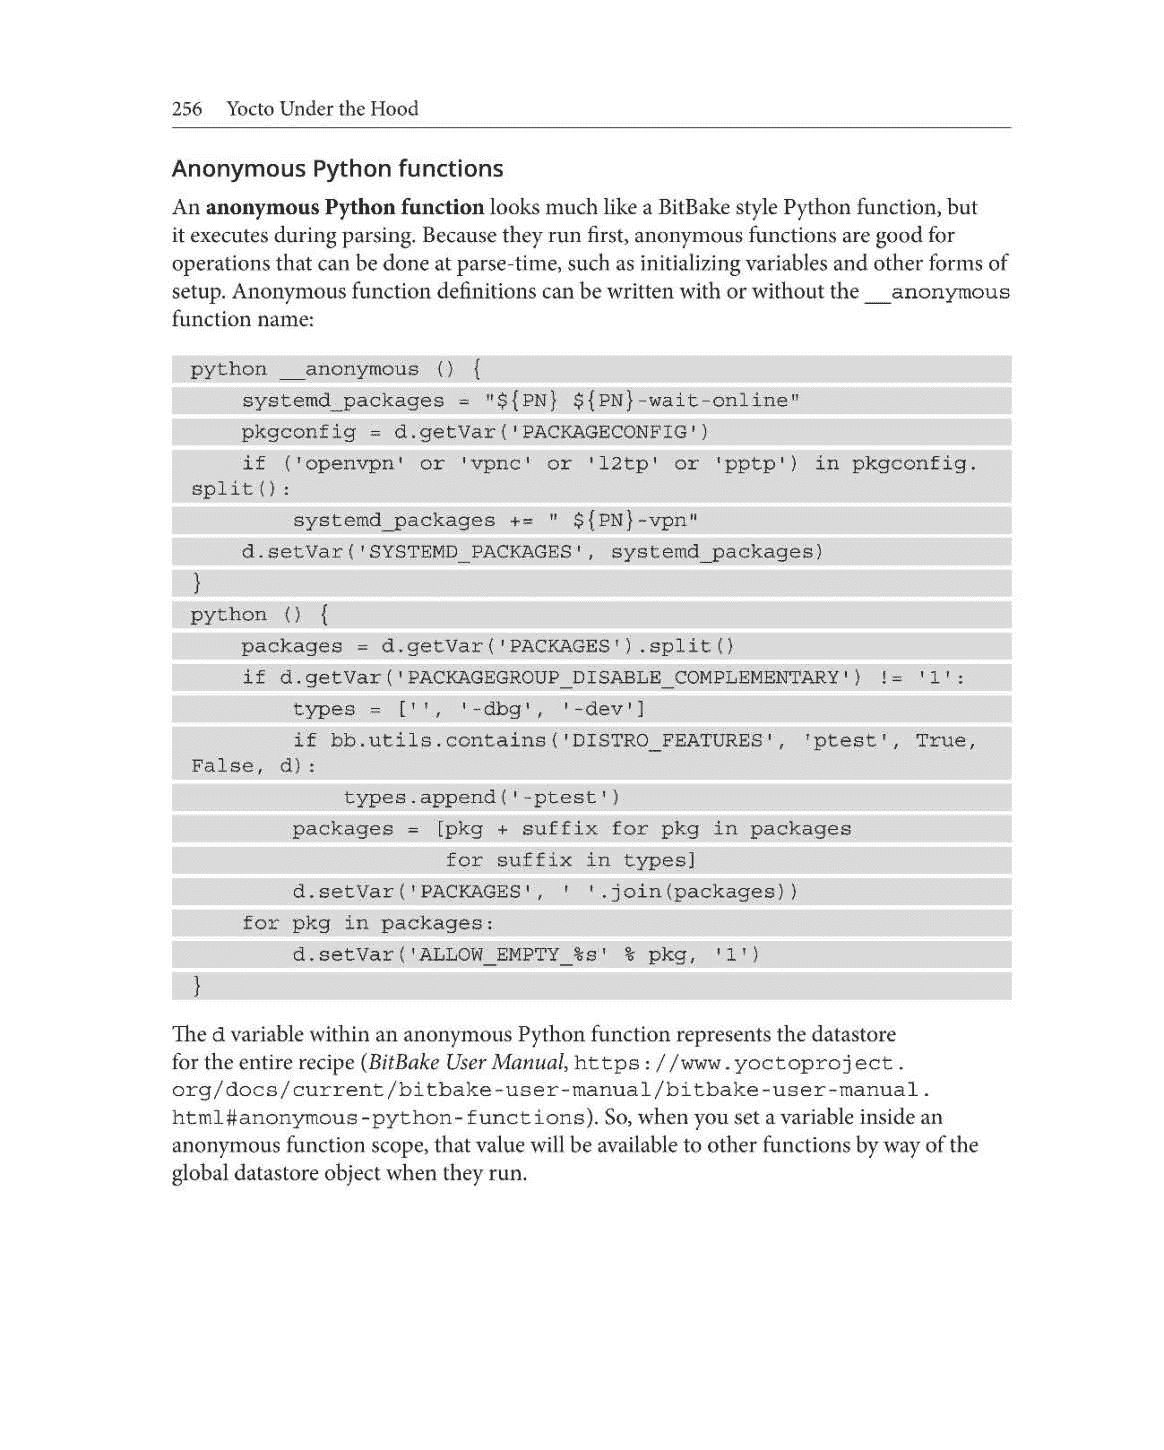 256 Yocto Under the Hood
Anonymous Python functions
An anonymous Python function looks much like a BitBake style Python function, but
it executes during parsing. Because they run first, anonymous functions are good for
operations that can be done at parse-time, such as initializing variables and other forms of
setup. Anonymous function definitions can be written with or without the __anonymous
function name:
python __anonymous () {
    systemd_packages = "${PN} ${PN}-wait-online"
    pkgconfig = d.getVar('PACKAGECONFIG')
    if ('openvpn' or 'vpnc' or 'l2tp' or 'pptp') in pkgconfig.
split():
        systemd_packages += " ${PN}-vpn"
    d.setVar('SYSTEMD_PACKAGES', systemd_packages)
}
python () {
    packages = d.getVar('PACKAGES').split()
    if d.getVar('PACKAGEGROUP_DISABLE_COMPLEMENTARY') != '1':
        types = ['', '-dbg', '-dev']
        if bb.utils.contains('DISTRO_FEATURES', 'ptest', True,
False, d):
            types.append('-ptest')
        packages = [pkg + suffix for pkg in packages
                    for suffix in types]
        d.setVar('PACKAGES', ' '.join(packages))
    for pkg in packages:
        d.setVar('ALLOW_EMPTY_%s' % pkg, '1')
}
The d variable within an anonymous Python function represents the datastore
for the entire recipe (BitBake User Manual, https://www.yoctoproject.
org/docs/current/bitbake-user-manual/bitbake-user-manual.
html#anonymous-python-functions). So, when you set a variable inside an
anonymous function scope, that value will be available to other functions by way of the
global datastore object when they run.